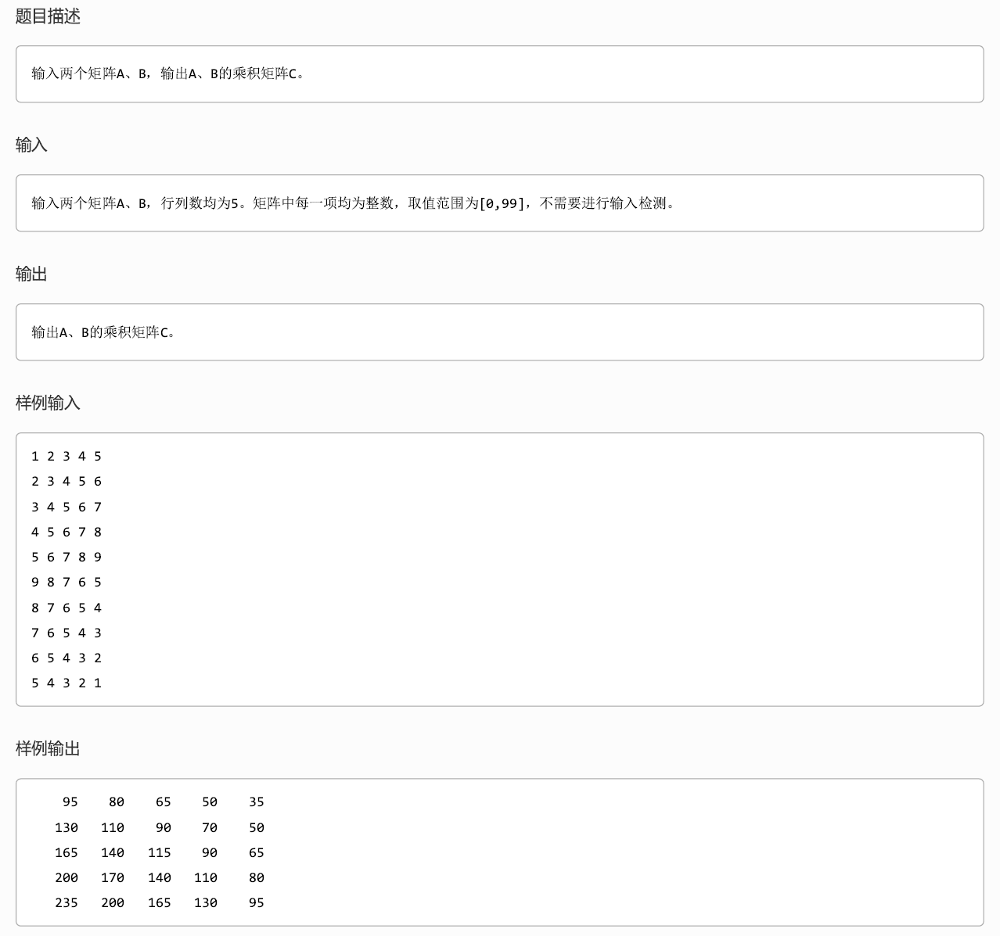 题目描述
输入两个矩阵A、B，输出A、B的乘积矩阵C。
输入
输入两个矩阵A、B，行列数均为5。矩阵中每一项均为整数，取值范围为[0,99]，不需要进行输入检测。
输出
输出A、B的乘积矩阵C。
样例输入
1 2 3 4 5
2 3 4 5 6
3 4 5 6 7
4 5 6 7 8
5 6 7 8 9
9 8 7 6 5
8 7 6 5 4
7 6 5 4 3
6 5 4 3 2
5 4 3 2 1
样例输出
    95    80    65    50    35
   130   110    90    70    50
   165   140   115    90    65
   200   170   140   110    80
   235   200   165   130    95